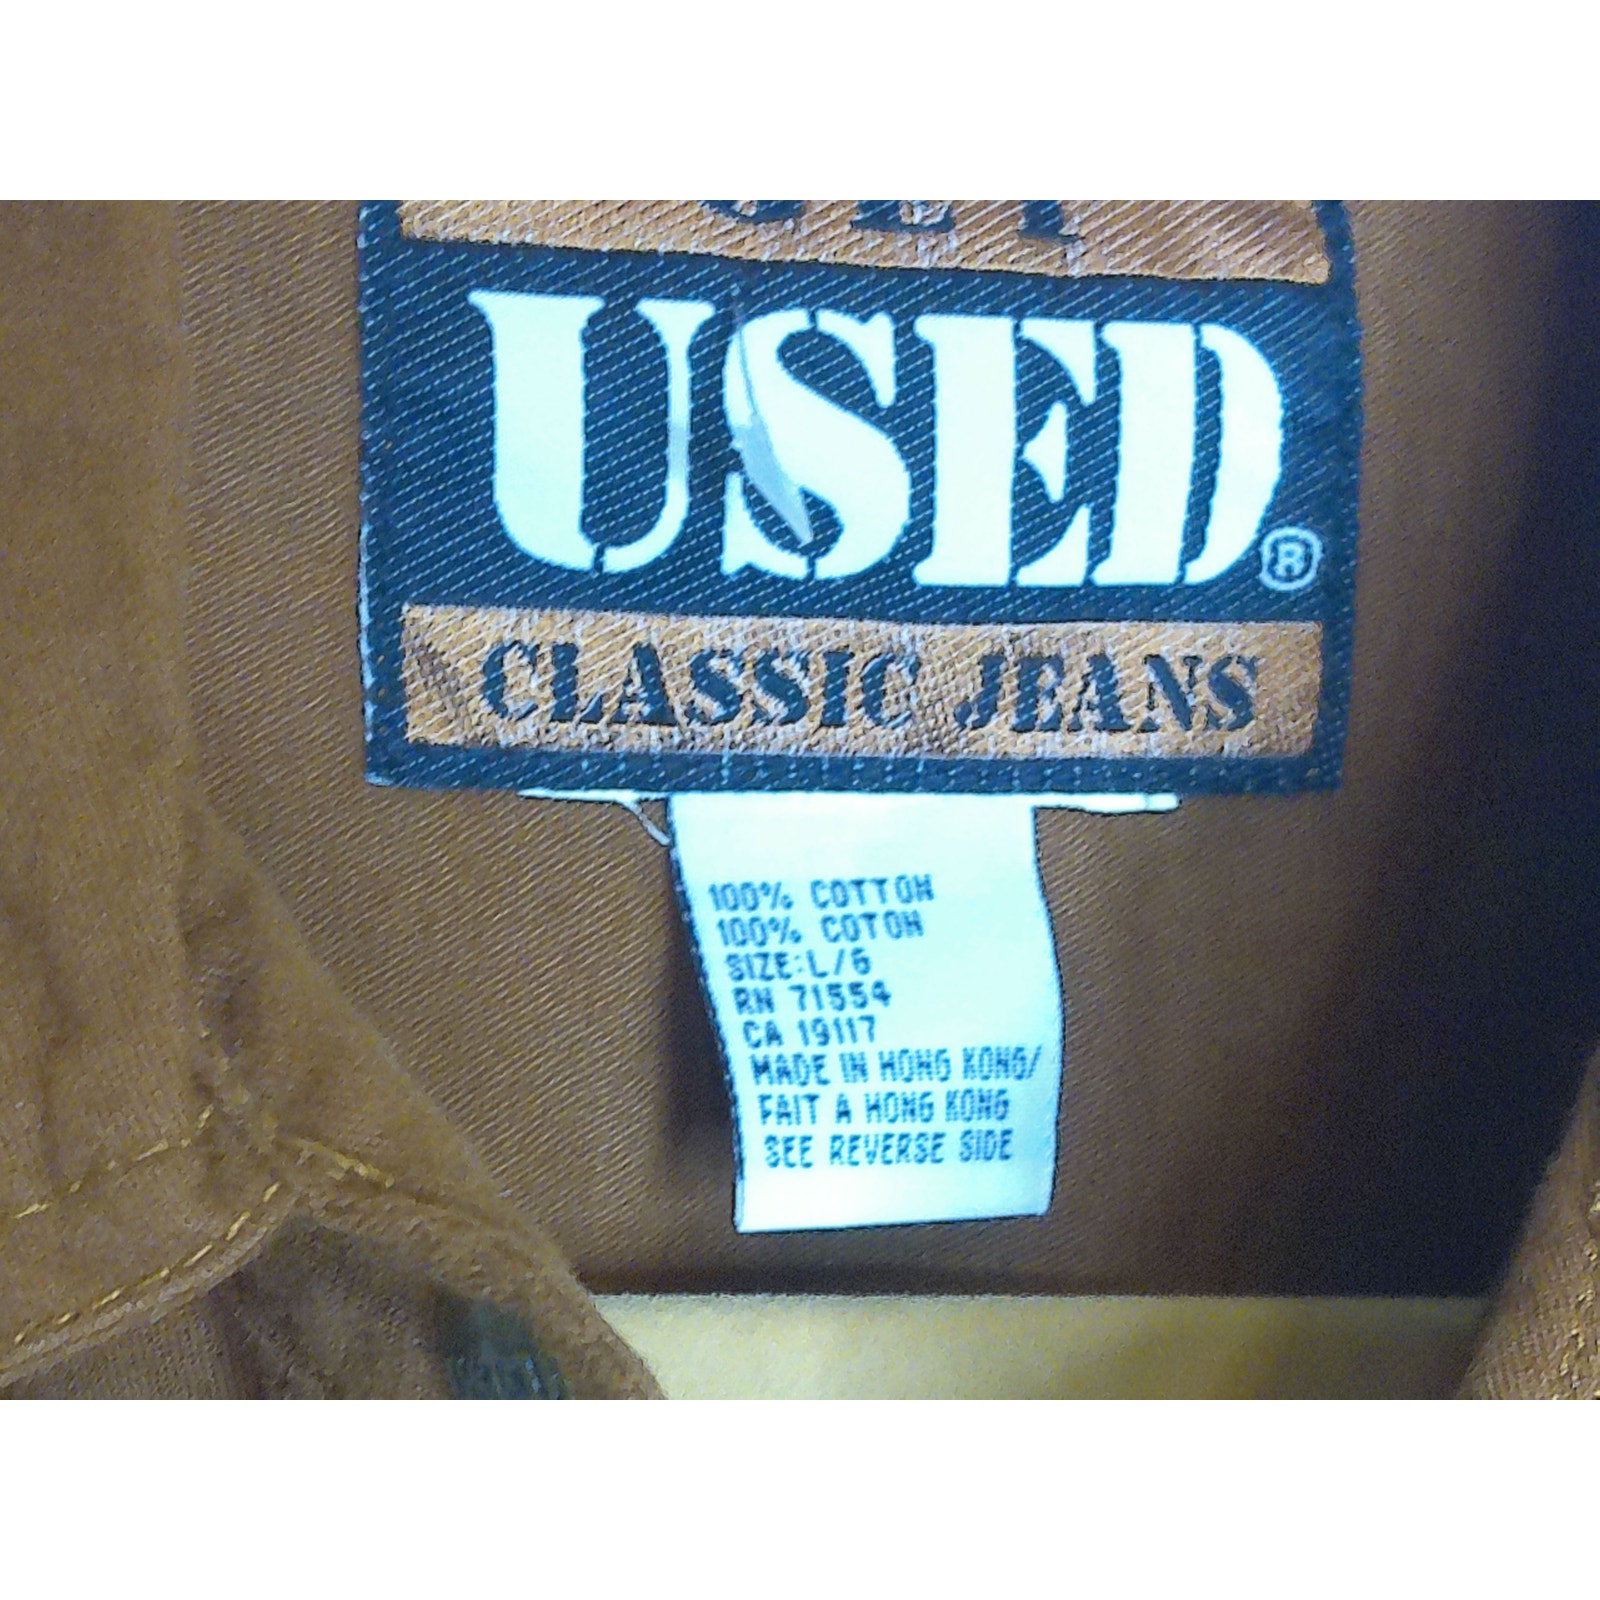 GET
USED®
CLASSIC JEANS
100% COTTON
100% COTON
SIZE:L/G
RN 71554
CA 19117
MADE IN HONG KONG/
FAIT A HONG KONG
SEE REVERSE SIDE